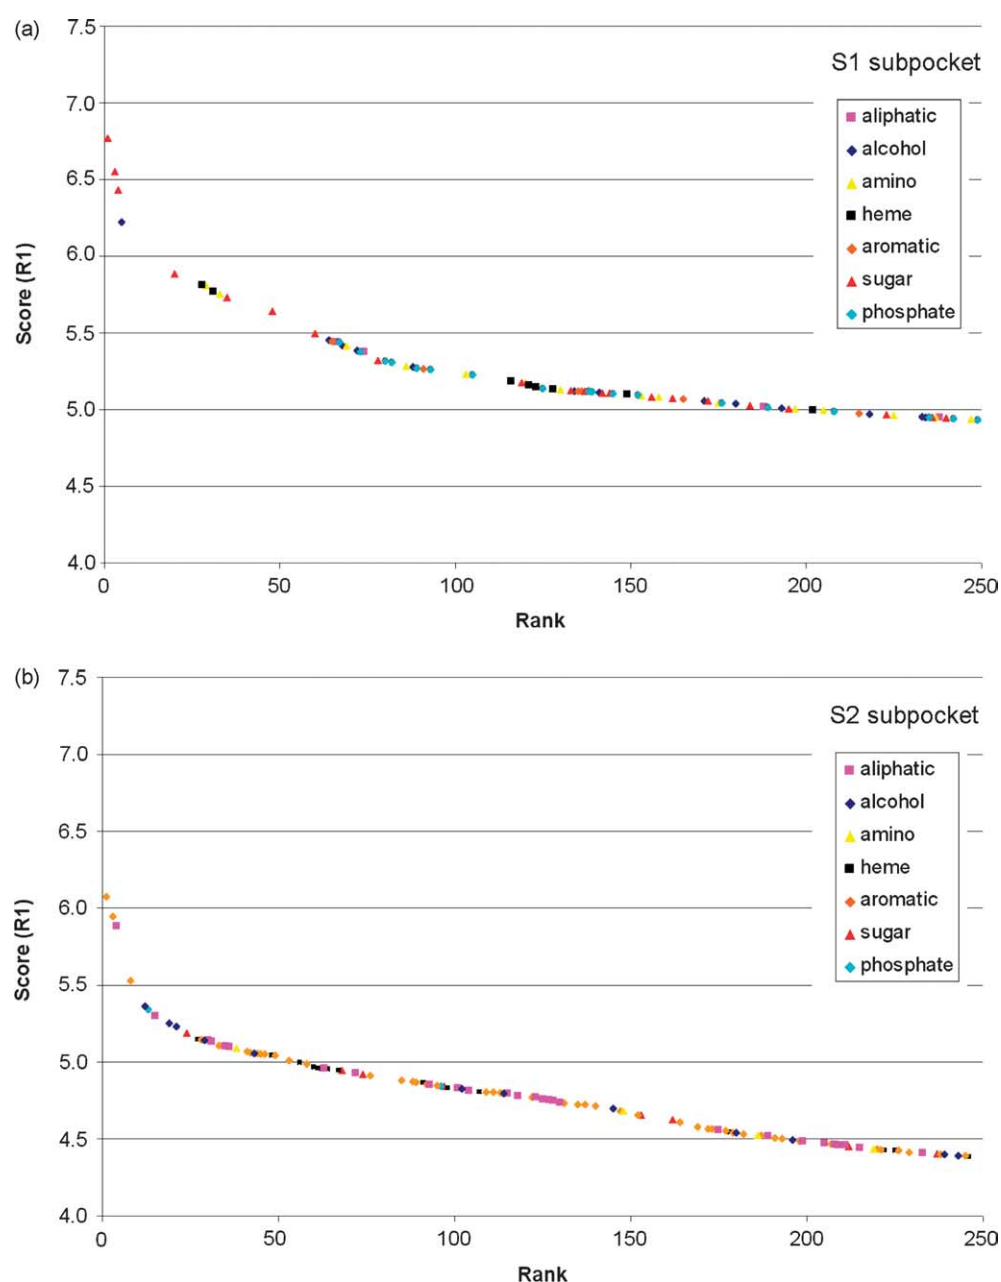 (a)
7.5
7.0
6.5
6.0
5.5
5.0
4.5
4.0
Score (R1)
0 50 100 150 200 250
Rank
S1 subpocket
aliphatic
alcohol
amino
heme
aromatic
sugar
phosphate
(b)
7.5
7.0
6.5
6.0
5.5
5.0
4.5
4.0
Score (R1)
0 50 100 150 200 250
Rank
S2 subpocket
aliphatic
alcohol
amino
heme
aromatic
sugar
phosphate